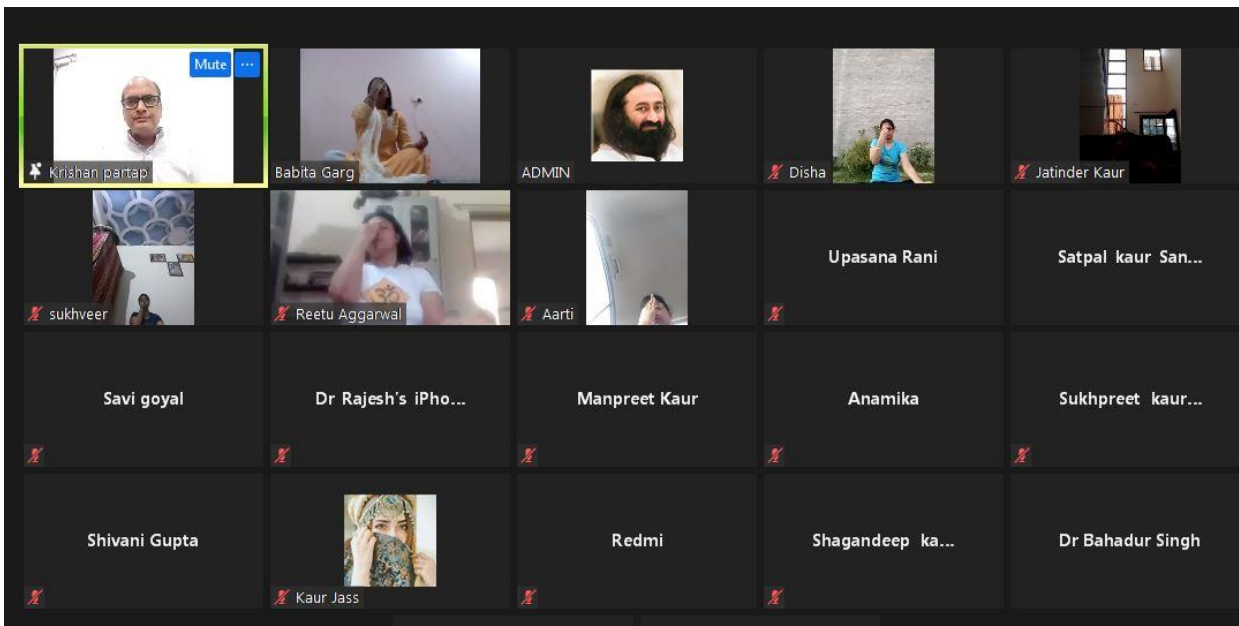 Mute ...
Krishan partap
Babita Garg
ADMIN
Disha
Jatinder Kaur
sukhveer
Reetu Aggarwal
Aarti
Upasana Rani
Satpal kaur San...
Savi goyal
Dr Rajesh's iPho...
Manpreet Kaur
Anamika
Sukhpreet kaur...
Shivani Gupta
Kaur Jass
Redmi
Shagandeep ka...
Dr Bahadur Singh